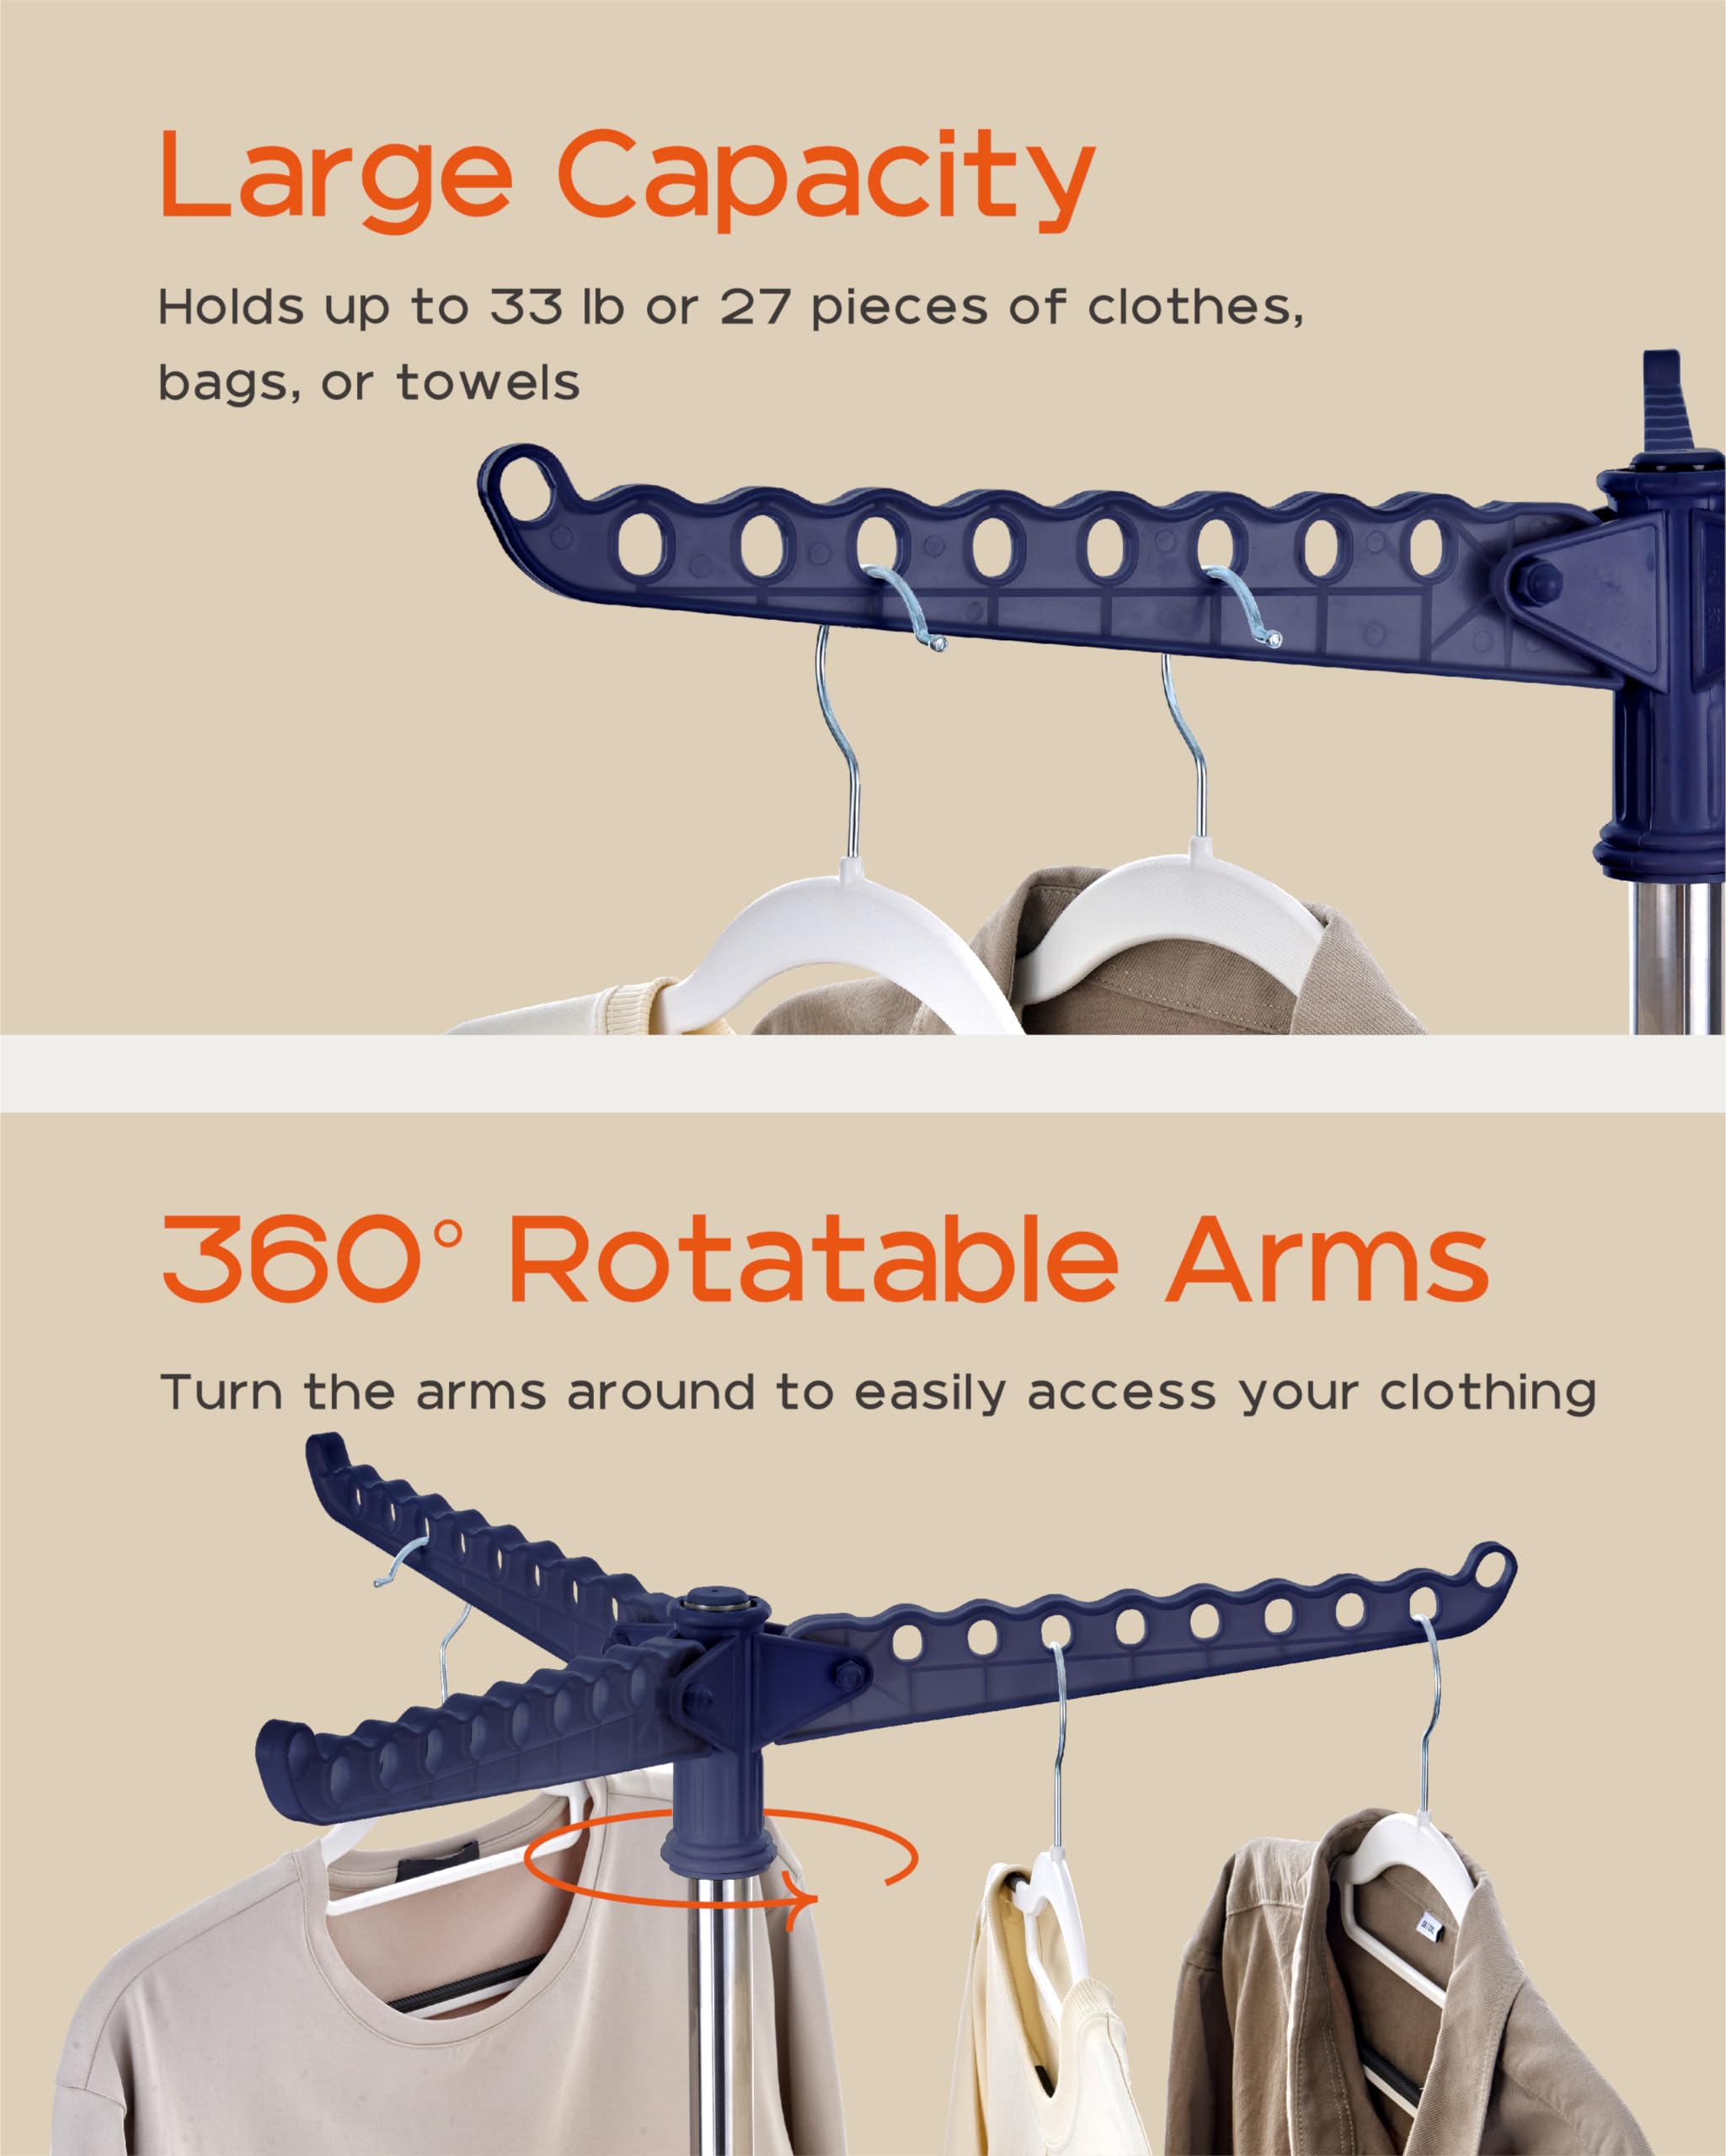 Large Capacity
Holds up to 33 lb or 27 pieces of clothes,
bags, or towels
360° Rotatable Arms
Turn the arms around to easily access your clothing